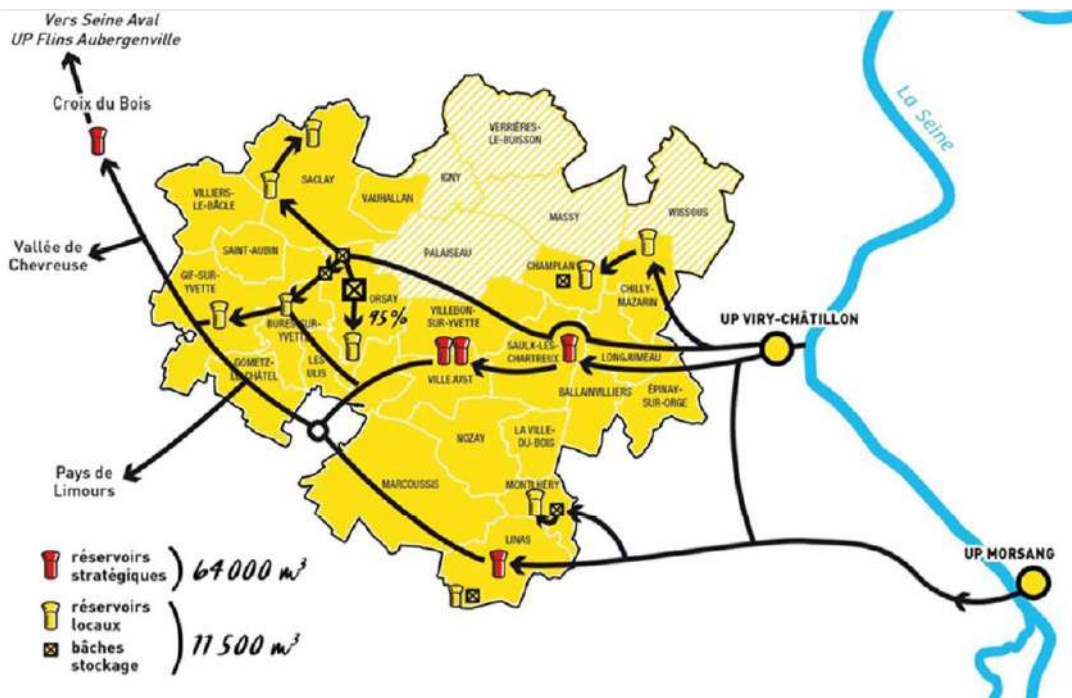 Vers Seine Aval
UP Flins Aubergenville
Croix du Bois
La Seine
VERRIÈRES-
LE-BUISSON
IGNY
SACLAY
VILLIERS-
LE-BÂCLE
VAUHALLAN
MASSY
WISSOUS
PALAISEAU
SAINT-AUBIN
Vallée de
Chevreuse
CHAMPLAN
GIF-SUR-
YVETTE
CHILLY-
MAZARIN
ORSAY
95%
VILLEBON-
SUR-YVETTE
BURES-SUR-
YVETTE
UP VIRY-CHÂTILLON
SAULX-LES-
CHARTREUX
LONGJUMEAU
GOMETZ-
LE-CHÂTEL
LES
ULIS
VILLEJUST
BALLAINVILLIERS
ÉPINAY-
SUR-ORGE
NOZAY
LA VILLE-
DU-BOIS
Pays de
Limours
MARCOUSSIS
MONTLHÉRY
LINAS
UP MORSANG
réservoirs
stratégiques
64 000 m³
réservoirs
locaux
11 500 m³
bâches
stockage